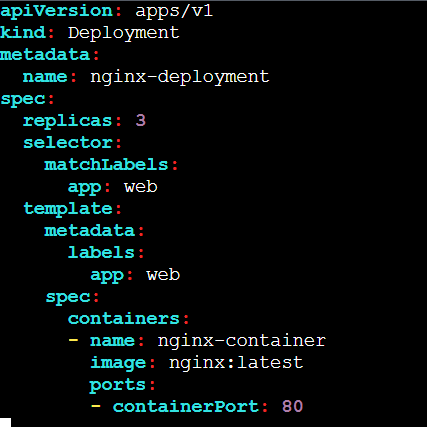 apiVersion: apps/v1
kind: Deployment
metadata:
  name: nginx-deployment
spec:
  replicas: 3
  selector:
    matchLabels:
      app: web
  template:
    metadata:
      labels:
        app: web
    spec:
      containers:
      - name: nginx-container
        image: nginx:latest
        ports:
        - containerPort: 80